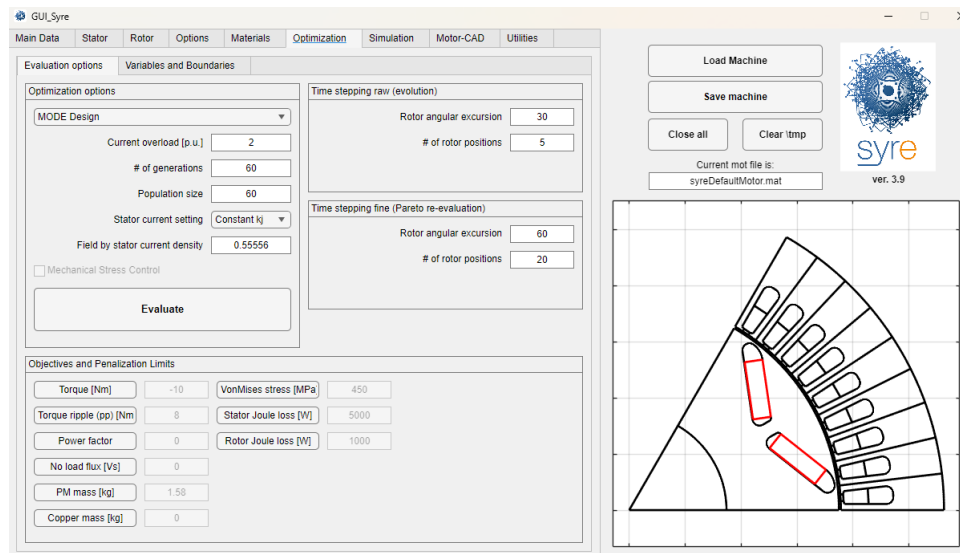 GUI_Syre
Main Data Stator Rotor Options Materials Optimization Simulation Motor-CAD Utilities
Evaluation options Variables and Boundaries
Optimization options
MODE Design
Current overload [p.u.] 2
# of generations 60
Population size 60
Stator current setting Constant kj
Field by stator current density 0.55556
Mechanical Stress Control
Evaluate
Time stepping raw (evolution)
Rotor angular excursion 30
# of rotor positions 5
Time stepping fine (Pareto re-evaluation)
Rotor angular excursion 60
# of rotor positions 20
Objectives and Penalization Limits
Torque [Nm] -10 VonMises stress [MPa 450
Torque ripple (pp) [Nm 8 Stator Joule loss [W] 5000
Power factor 0 Rotor Joule loss [W] 1000
No load flux [Vs] 0
PM mass [kg] 1.58
Copper mass [kg] 0
Load Machine
Save machine
Close all Clear \tmp
Current mot file is:
syreDefaultMotor.mat
syre
ver. 3.9